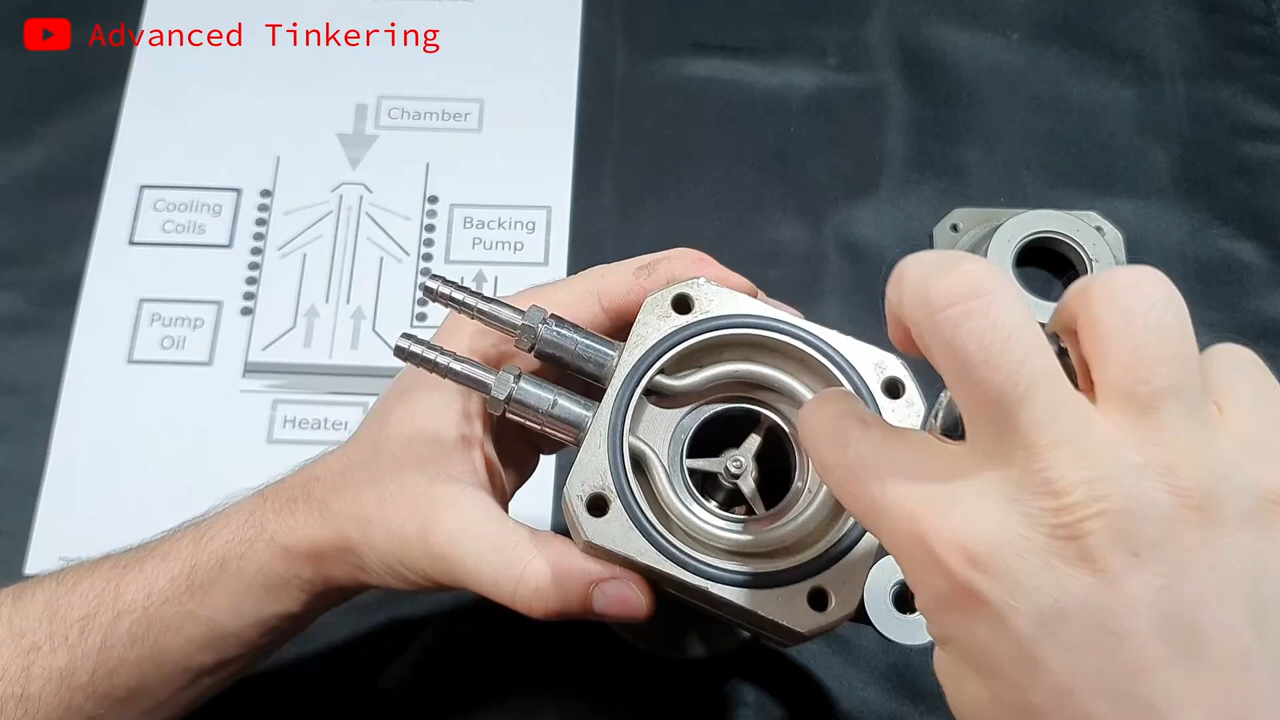 Advanced Tinkering
Chamber
Cooling
Coils
Backing
Pump
Pump
Oil
Heater